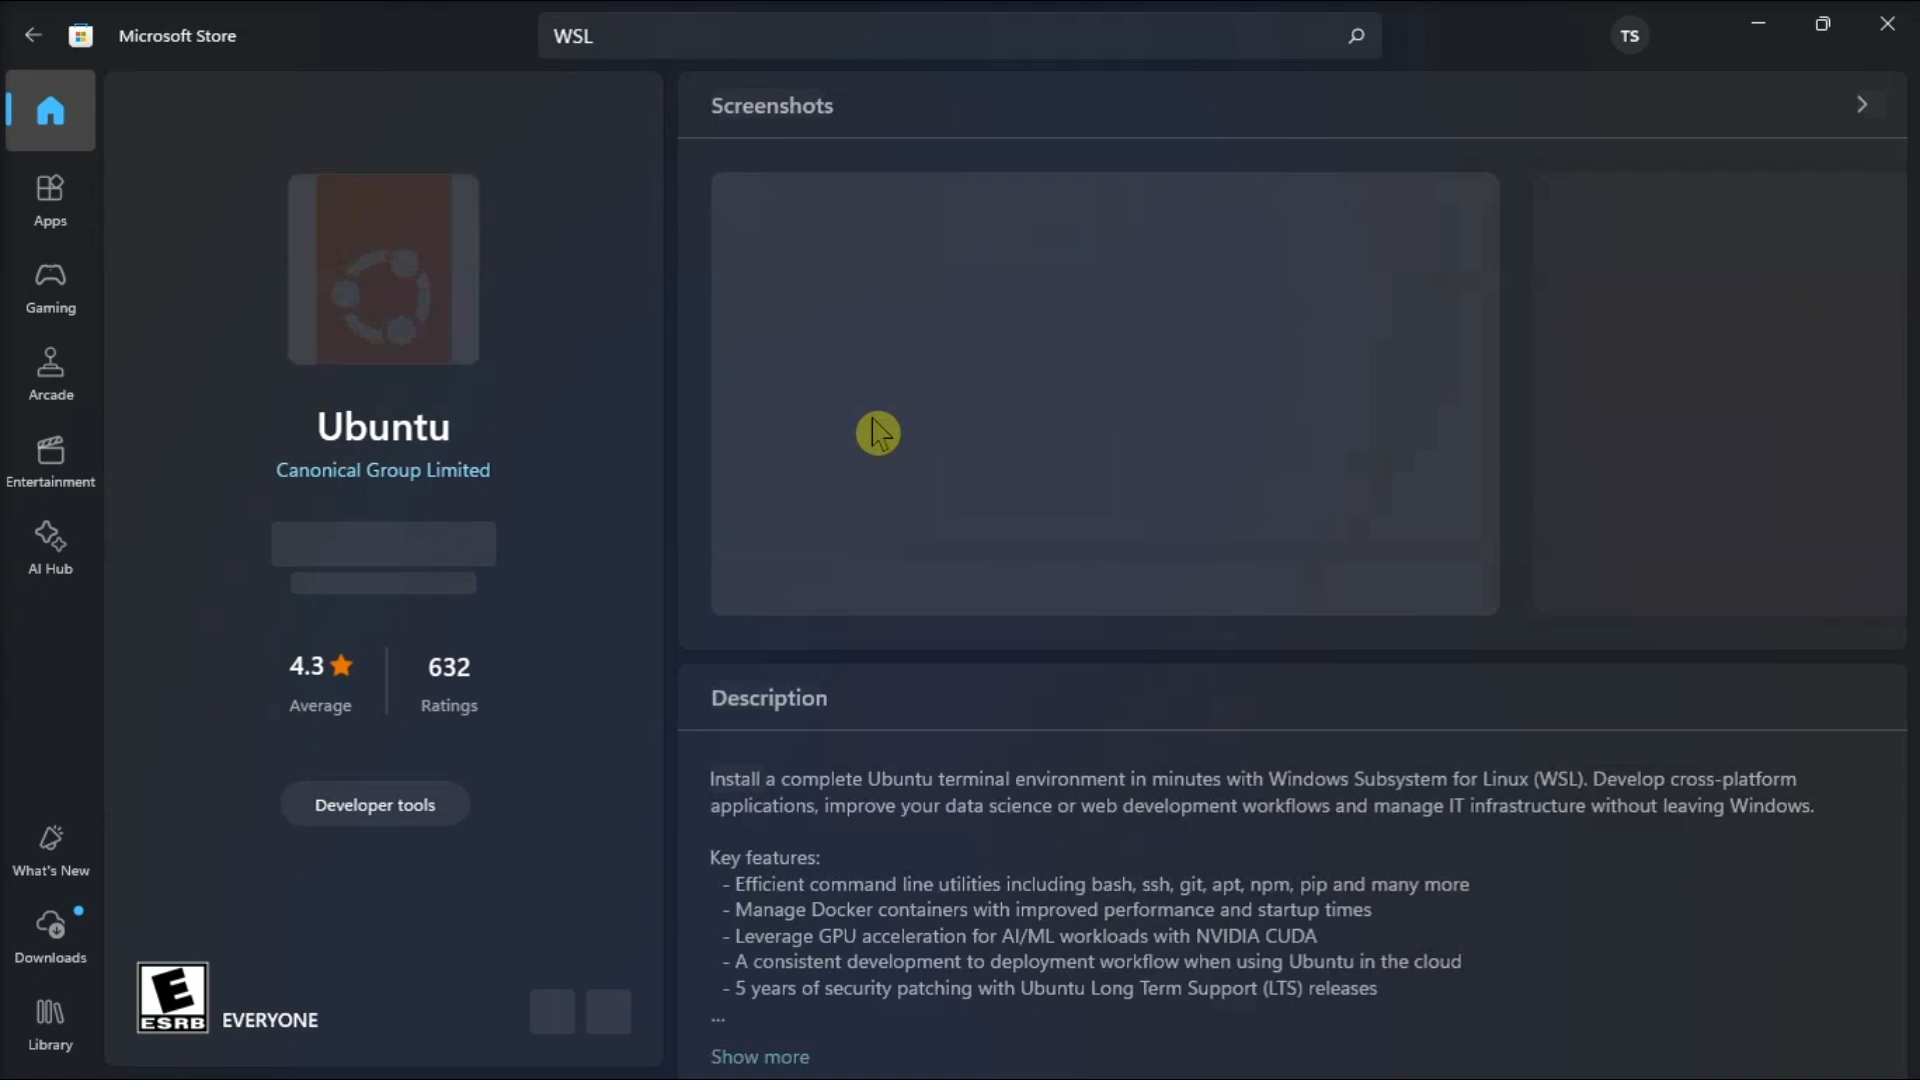 Microsoft Store
WSL
TS
Apps
Gaming
Arcade
Entertainment
AI Hub
What's New
Downloads
Library
Ubuntu
Canonical Group Limited
4.3
Average
632
Ratings
Developer tools
E
ESRB
EVERYONE
Screenshots
Description
Install a complete Ubuntu terminal environment in minutes with Windows Subsystem for Linux (WSL). Develop cross-platform
applications, improve your data science or web development workflows and manage IT infrastructure without leaving Windows.
Key features:
- Efficient command line utilities including bash, ssh, git, apt, npm, pip and many more
- Manage Docker containers with improved performance and startup times
- Leverage GPU acceleration for AI/ML workloads with NVIDIA CUDA
- A consistent development to deployment workflow when using Ubuntu in the cloud
- 5 years of security patching with Ubuntu Long Term Support (LTS) releases
...
Show more